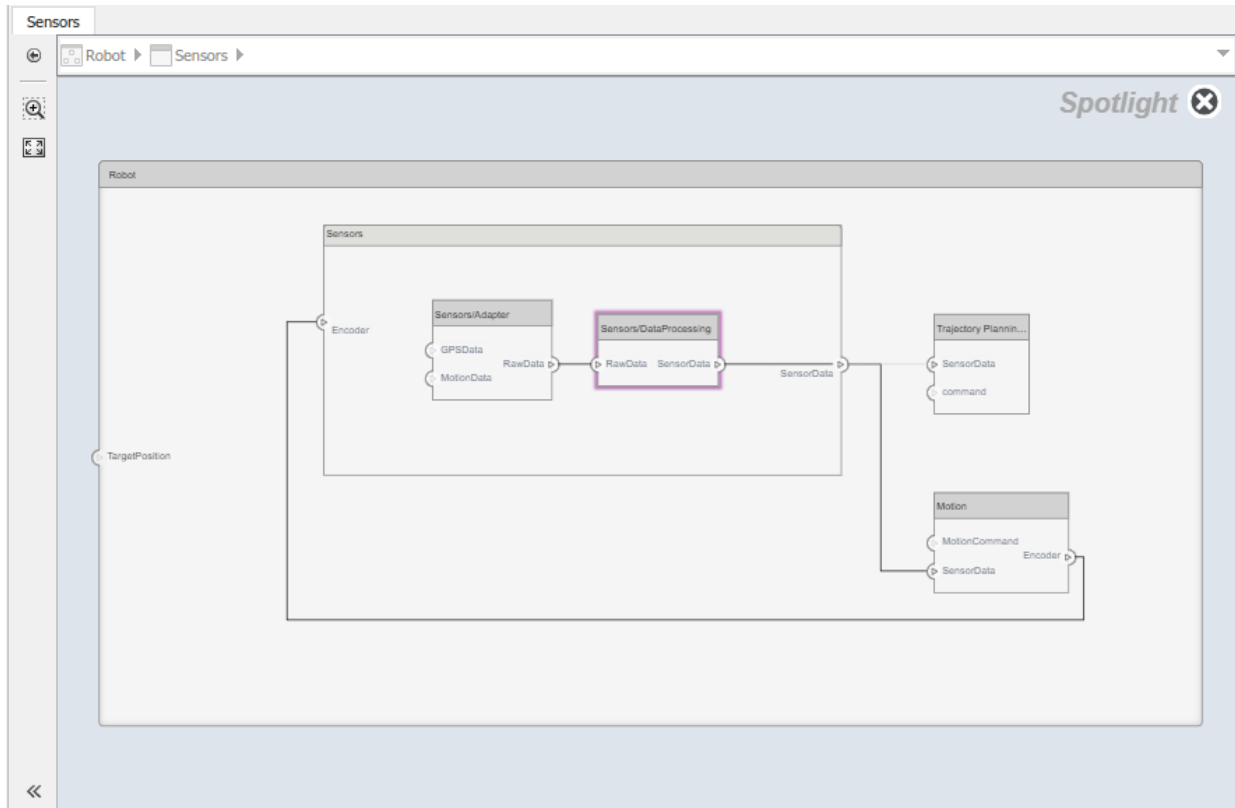 Sensors
Robot Sensors
Spotlight
Robot
Sensors
Encoder
Sensors/Adapter
GPSData
MotionData
RawData
Sensors/DataProcessing
RawData SensorData
SensorData
Trajectory Plannin...
SensorData
command
TargetPosition
Motion
MotionCommand
Encoder
SensorData